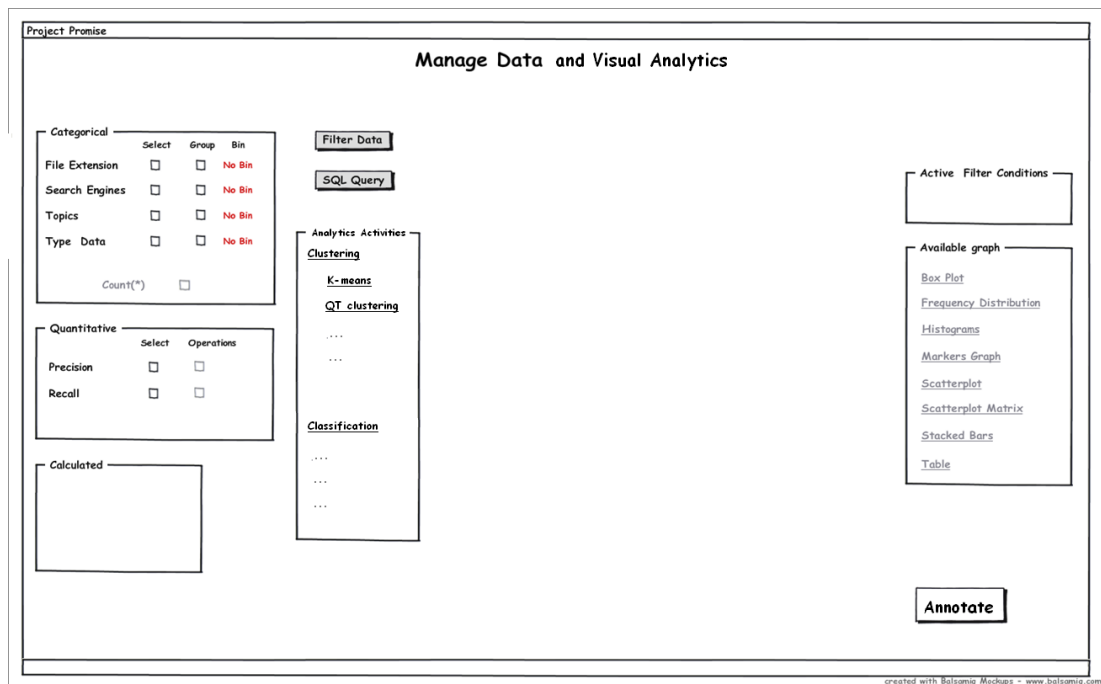 Project Promise
Manage Data and Visual Analytics
Categorical
Select Group Bin
File Extension No Bin
Search Engines No Bin
Topics No Bin
Type Data No Bin
Count(*)
Quantitative
Select Operations
Precision
Recall
Calculated
Filter Data
SQL Query
Analytics Activities
Clustering
K-means
QT clustering
...
...
Classification
...
...
...
Active Filter Conditions
Available graph
Box Plot
Frequency Distribution
Histograms
Markers Graph
Scatterplot
Scatterplot Matrix
Stacked Bars
Table
Annotate
created with Balsamiq Mockups - www.balsamiq.com